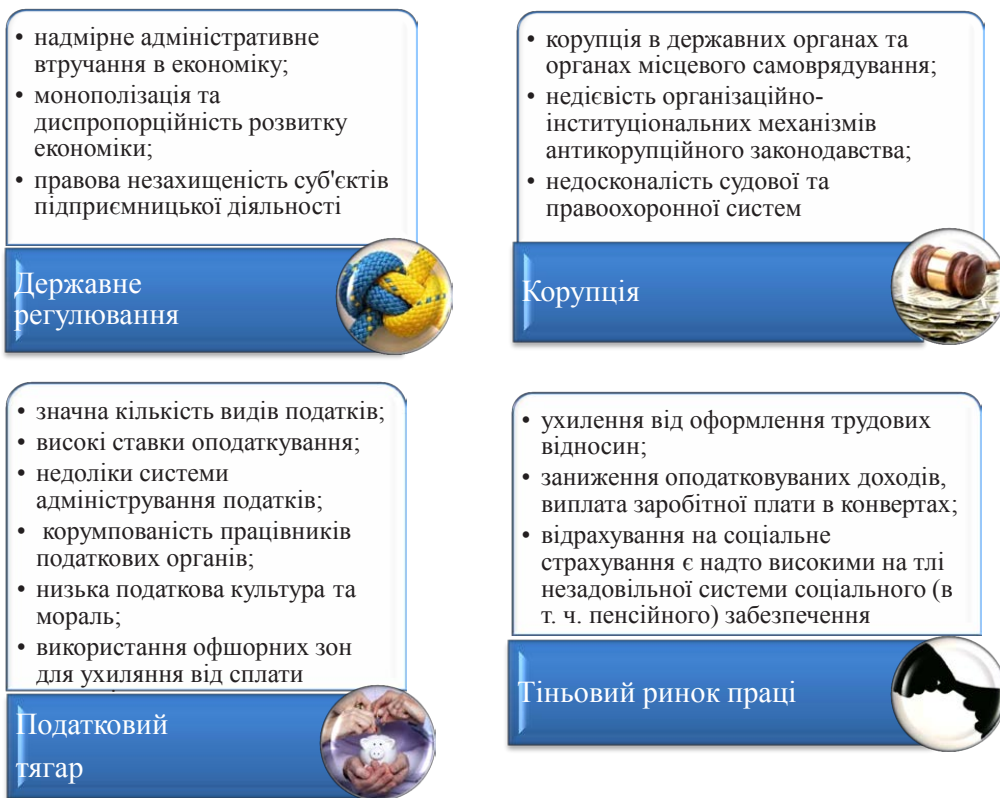 • надмірне адміністративне
втручання в економіку;
• монополізація та
диспропорційність розвитку
економіки;
• правова незахищеність суб'єктів
підприємницької діяльності
Державне
регулювання
• корупція в державних органах та
органах місцевого самоврядування;
• недієвість організаційно-
інституціональних механізмів
антикорупційного законодавства;
• недосконалість судової та
правоохоронної систем
Корупція
• значна кількість видів податків;
• високі ставки оподаткування;
• недоліки системи
адміністрування податків;
• корумпованість працівників
податкових органів;
• низька податкова культура та
мораль;
• використання офшорних зон
для ухиляння від сплати
Податковий
тягар
• ухилення від оформлення трудових
відносин;
• заниження оподатковуваних доходів,
виплата заробітної плати в конвертах;
• відрахування на соціальне
страхування є надто високими на тлі
незадовільної системи соціального (в
т. ч. пенсійного) забезпечення
Тіньовий ринок праці